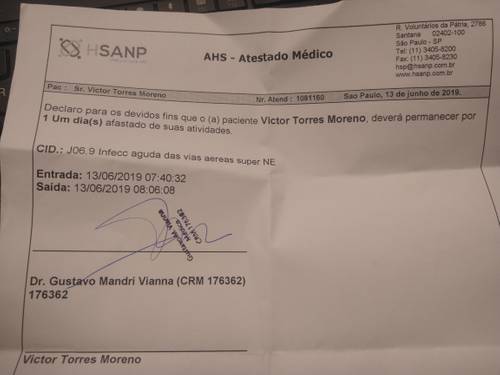 HSANP
AHS - Atestado Médico
R. Voluntários da Pátria, 2786
Santana 02402-100
São Paulo - SP
Tel: (11) 3405-8200
Fax: (11) 3405-8230
hsp@hsanp.com.br
www.hsanp.com.br
Pac : Sr. Victor Torres Moreno Nr. Atend : 1081160 Sao Paulo, 13 de junho de 2019.
Declaro para os devidos fins que o (a) paciente Victor Torres Moreno, deverá permanecer por
1 Um dia(s) afastado de suas atividades.
CID.: J06.9 Infecc aguda das vias aereas super NE
Entrada: 13/06/2019 07:40:32
Saída: 13/06/2019 08:06:08
Gustavo M Vianna
Médico
CRM 176362
Dr. Gustavo Mandri Vianna (CRM 176362)
176362
Victor Torres Moreno